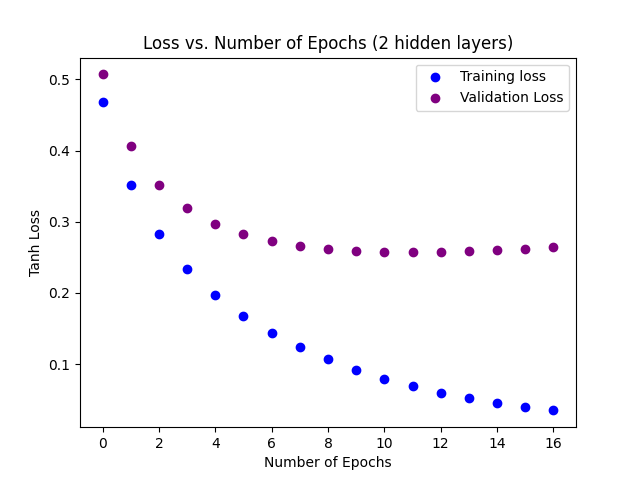 Loss vs. Number of Epochs (2 hidden layers)
Training loss
Validation Loss
Tanh Loss
0.5
0.4
0.3
0.2
0.1
0 2 4 6 8 10 12 14 16
Number of Epochs